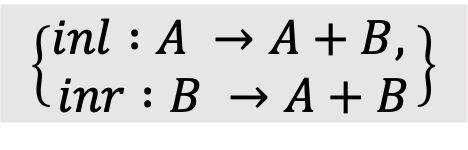 {inl : A → A + B,
inr : B → A + B}